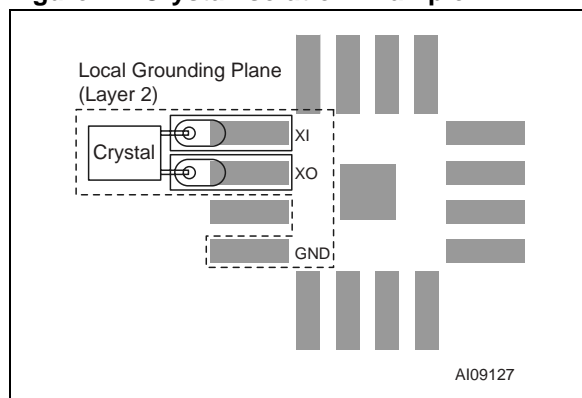 Local Grounding Plane
(Layer 2)
Crystal
XI
XO
GND
AI09127